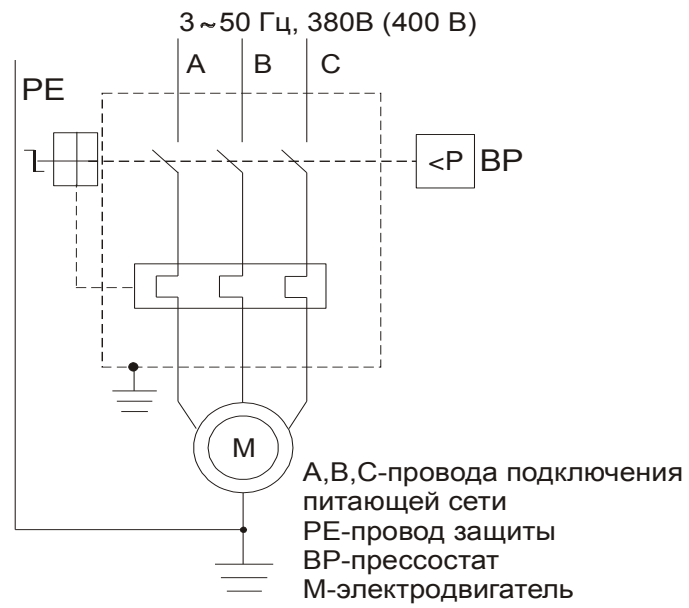 3~50 Гц, 380В (400 В)
A B C
PE
<P BP
M
A,B,C-провода подключения
питающей сети
PE-провод защиты
BP-прессостат
M-электродвигатель